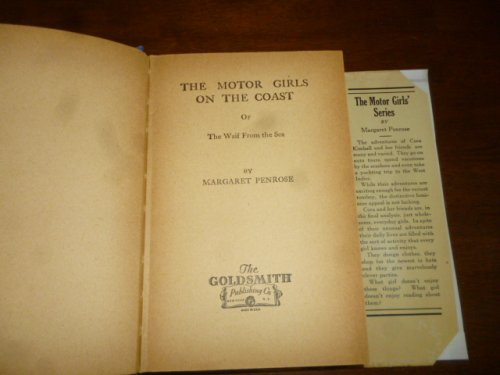 THE MOTOR GIRLS
ON THE COAST
Or
The Waif From the Sea
BY
MARGARET PENROSE
The
GOLDSMITH
Publishing Co.
MADE IN U.S.A.
The Motor Girls'
Series
BY
Margaret Penrose
The adventures of Cora
Kimball and her friends are
many and varied. They go on
auto tours, spend vacations
by the seashore and even take
a yachting trip to the West
Indies.
While their adventures are
exciting enough for the veriest
tomboy, the distinctive
appeal is not lacking.
Cora and her friends are, in
the final analysis, just whole-
some, everyday girls. In spite
of their unusual adventures
their daily lives are filled with
the sort of activity that every
girl knows and enjoys.
They design clothes, they
shop for the newest in hats
and they give marvelously
clever parties.
What girl doesn't enjoy
these things? What girl
doesn't enjoy reading about
them?